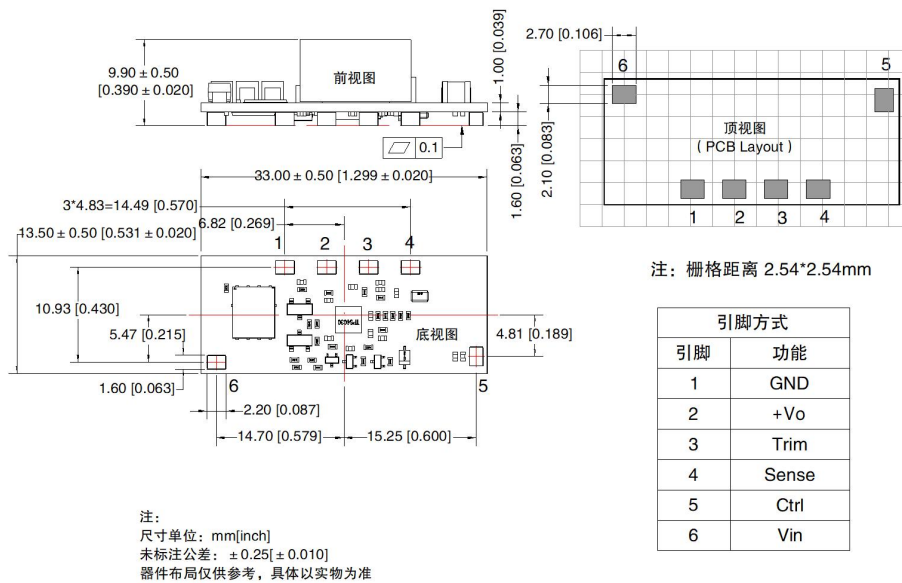 9.90 ± 0.50
[0.390 ± 0.020]
前视图
1.00 [0.039]
1.60 [0.063]
0.1
2.70 [0.106]
2.10 [0.083]
6
5
顶视图
( PCB Layout )
1 2 3 4
注：栅格距离 2.54*2.54mm
33.00 ± 0.50 [1.299 ± 0.020]
3*4.83=14.49 [0.570]
6.82 [0.269]
13.50 ± 0.50 [0.531 ± 0.020]
1 2 3 4
10.93 [0.430]
5.47 [0.215]
1.60 [0.063]
底视图
4.81 [0.189]
6
5
2.20 [0.087]
14.70 [0.579]
15.25 [0.600]
引脚方式
引脚 功能
1 GND
2 +Vo
3 Trim
4 Sense
5 Ctrl
6 Vin
注：
尺寸单位：mm[inch]
未标注公差：± 0.25[± 0.010]
器件布局仅供参考，具体以实物为准